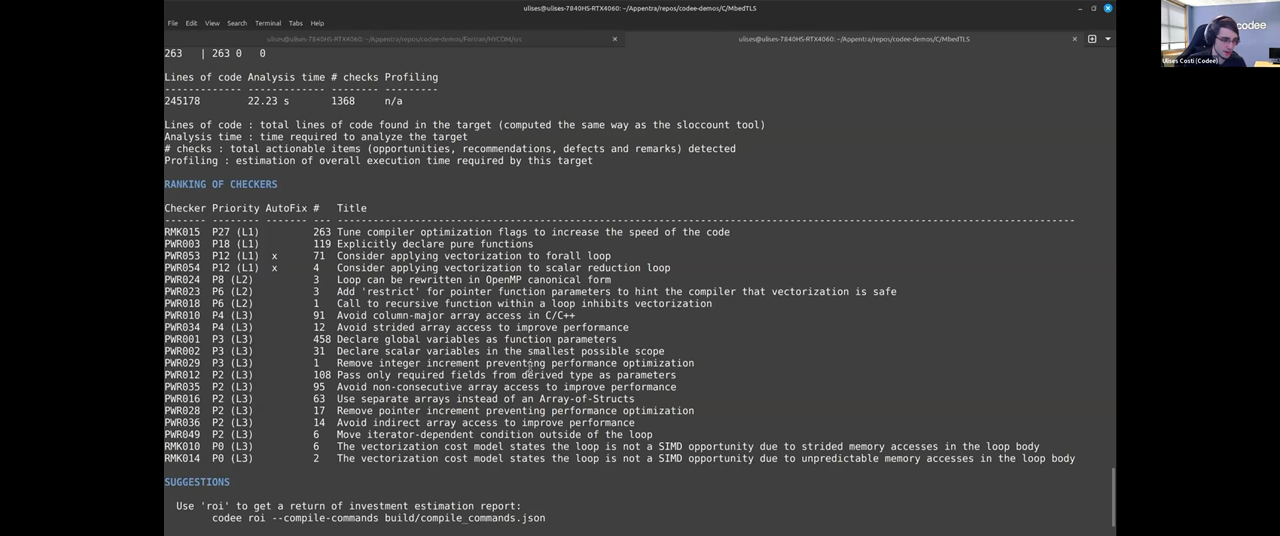 ulises@ulises-7840HS-RTX4060: ~/Appentra/repos/codee-demos/C/MbedTLS
File Edit View Search Terminal Tabs Help
ulises@ulises-7840HS-RTX4060: ~/Appentra/repos/codee-demos/Fortran/HYCOM/src
ulises@ulises-7840HS-RTX4060: ~/Appentra/repos/codee-demos/C/MbedTLS
263 | 263 0 0
Lines of code Analysis time # checks Profiling
------------- ------------- -------- ---------
245178 22.23 s 1368 n/a
Lines of code : total lines of code found in the target (computed the same way as the sloccount tool)
Analysis time : time required to analyze the target
# checks : total actionable items (opportunities, recommendations, defects and remarks) detected
Profiling : estimation of overall execution time required by this target
RANKING OF CHECKERS
Checker Priority AutoFix # Title
RMK015 P27 (L1) 263 Tune compiler optimization flags to increase the speed of the code
PWR003 P18 (L1) 119 Explicitly declare pure functions
PWR053 P12 (L1) x 71 Consider applying vectorization to forall loop
PWR054 P12 (L1) x 4 Consider applying vectorization to scalar reduction loop
PWR024 P8 (L2) 3 Loop can be rewritten in OpenMP canonical form
PWR023 P6 (L2) 3 Add 'restrict' for pointer function parameters to hint the compiler that vectorization is safe
PWR018 P6 (L2) 1 Call to recursive function within a loop inhibits vectorization
PWR010 P4 (L3) 91 Avoid column-major array access in C/C++
PWR034 P4 (L3) 12 Avoid strided array access to improve performance
PWR001 P3 (L3) 458 Declare global variables as function parameters
PWR002 P3 (L3) 31 Declare scalar variables in the smallest possible scope
PWR029 P3 (L3) 1 Remove integer increment preventing performance optimization
PWR012 P2 (L3) 108 Pass only required fields from derived type as parameters
PWR035 P2 (L3) 95 Avoid non-consecutive array access to improve performance
PWR016 P2 (L3) 63 Use separate arrays instead of an Array-of-Structs
PWR028 P2 (L3) 17 Remove pointer increment preventing performance optimization
PWR036 P2 (L3) 14 Avoid indirect array access to improve performance
PWR049 P2 (L3) 6 Move iterator-dependent condition outside of the loop
RMK010 P0 (L3) 6 The vectorization cost model states the loop is not a SIMD opportunity due to strided memory accesses in the loop body
RMK014 P0 (L3) 2 The vectorization cost model states the loop is not a SIMD opportunity due to unpredictable memory accesses in the loop body
SUGGESTIONS
Use 'roi' to get a return of investment estimation report:
codee roi --compile-commands build/compile_commands.json
codee
Ulises Costi (Codee)